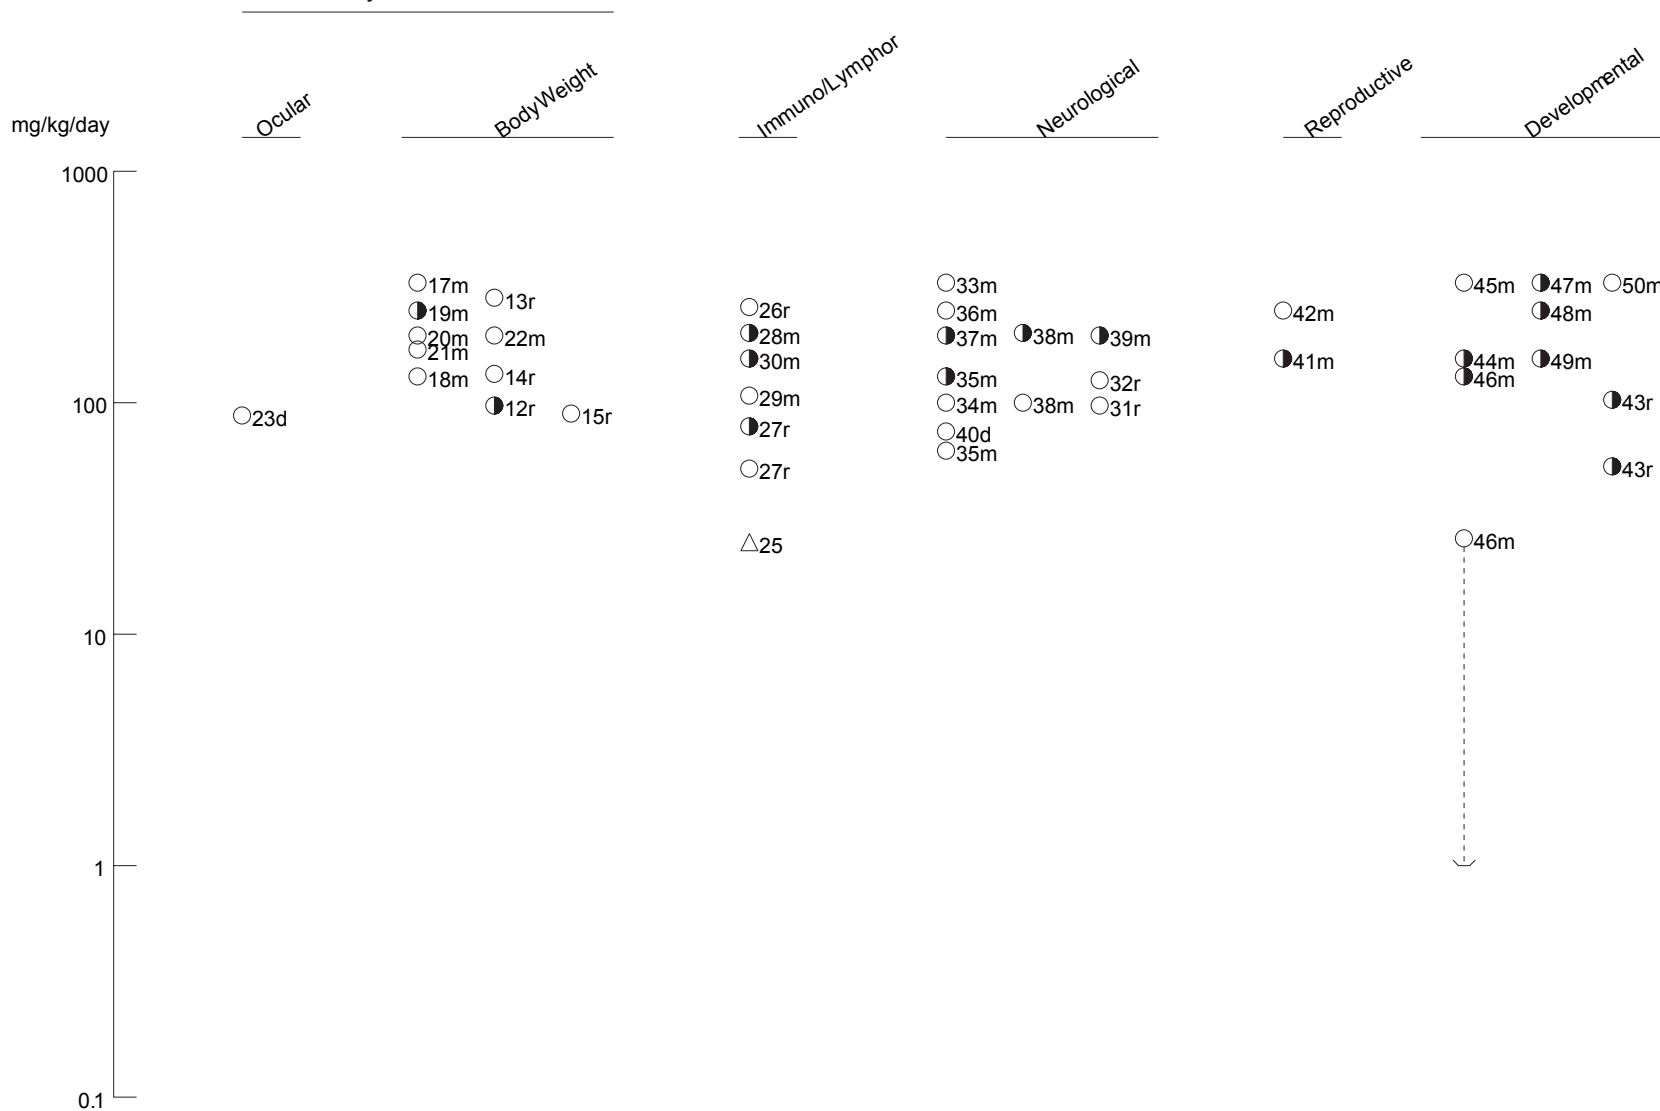 Ocular
BodyWeight
Immuno/Lymphor
Neurological
Reproductive
Developmental
mg/kg/day
1000
17m 13r 26r 33m 45m 47m 50m
19m 36m 42m 48m
20m 22m 28m 37m 38m 39m
21m 30m 41m 44m 49m
18m 14r 35m 32r 46m
100 12r 29m 34m 38m 31r 43r
23d 15r 27r 40d
35m
27r 43r
25 46m
10
1
0.1